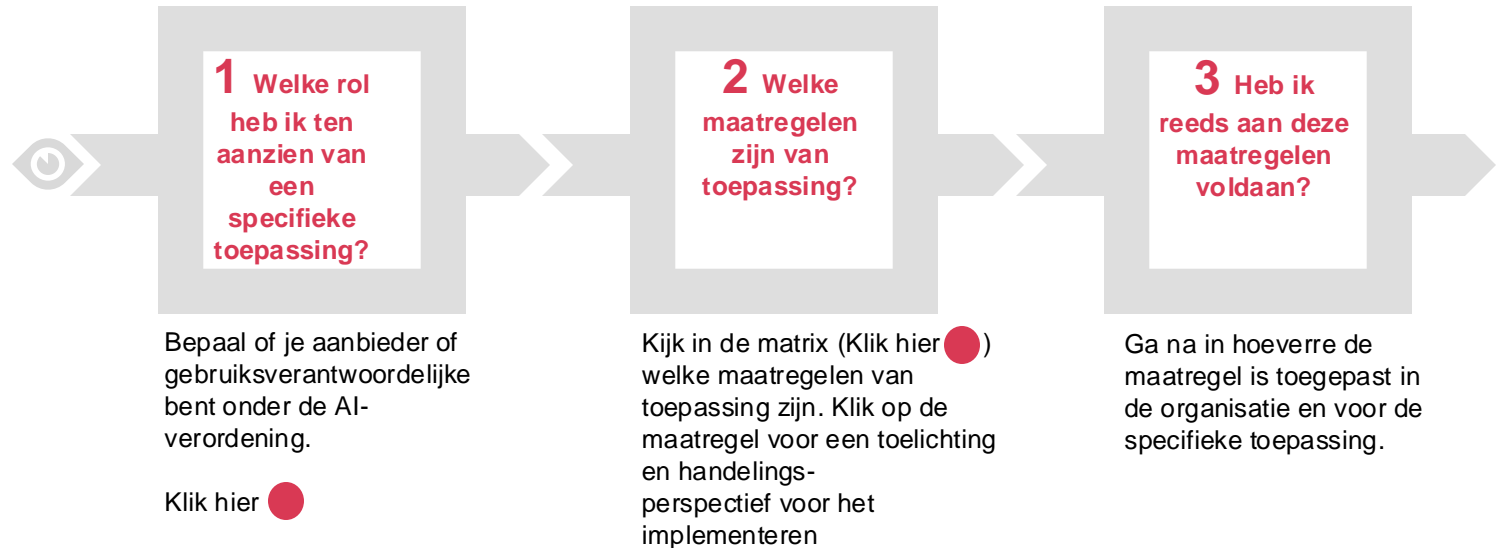 1 Welke rol
heb ik ten
aanzien van
een
specifieke
toepassing?
Bepaal of je aanbieder of
gebruiksverantwoordelijke
bent onder de AI-
verordening.
Klik hier
2 Welke
maatregelen
zijn van
toepassing?
Kijk in de matrix (Klik hier )
welke maatregelen van
toepassing zijn. Klik op de
maatregel voor een toelichting
en handelings-
perspectief voor het
implementeren
3 Heb ik
reeds aan deze
maatregelen
voldaan?
Ga na in hoeverre de
maatregel is toegepast in
de organisatie en voor de
specifieke toepassing.